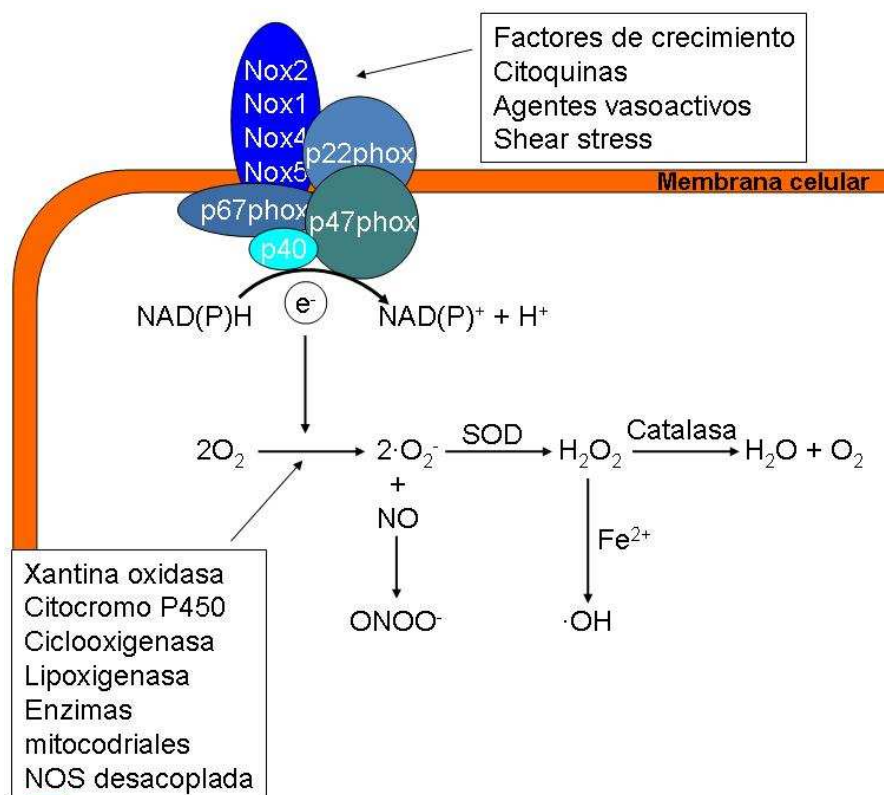 Factores de crecimiento
Citoquinas
Agentes vasoactivos
Shear stress
Nox2
Nox1
Nox4
Nox5
p22phox
Membrana celular
p67phox
p47phox
p40
NAD(P)H
e⁻
NAD(P)⁺ + H⁺
2O₂
2·O₂⁻
SOD
H₂O₂
Catalasa
H₂O + O₂
+
NO
Fe²⁺
ONOO⁻
·OH
Xantina oxidasa
Citocromo P450
Ciclooxigenasa
Lipoxigenasa
Enzimas
mitocodriales
NOS desacoplada